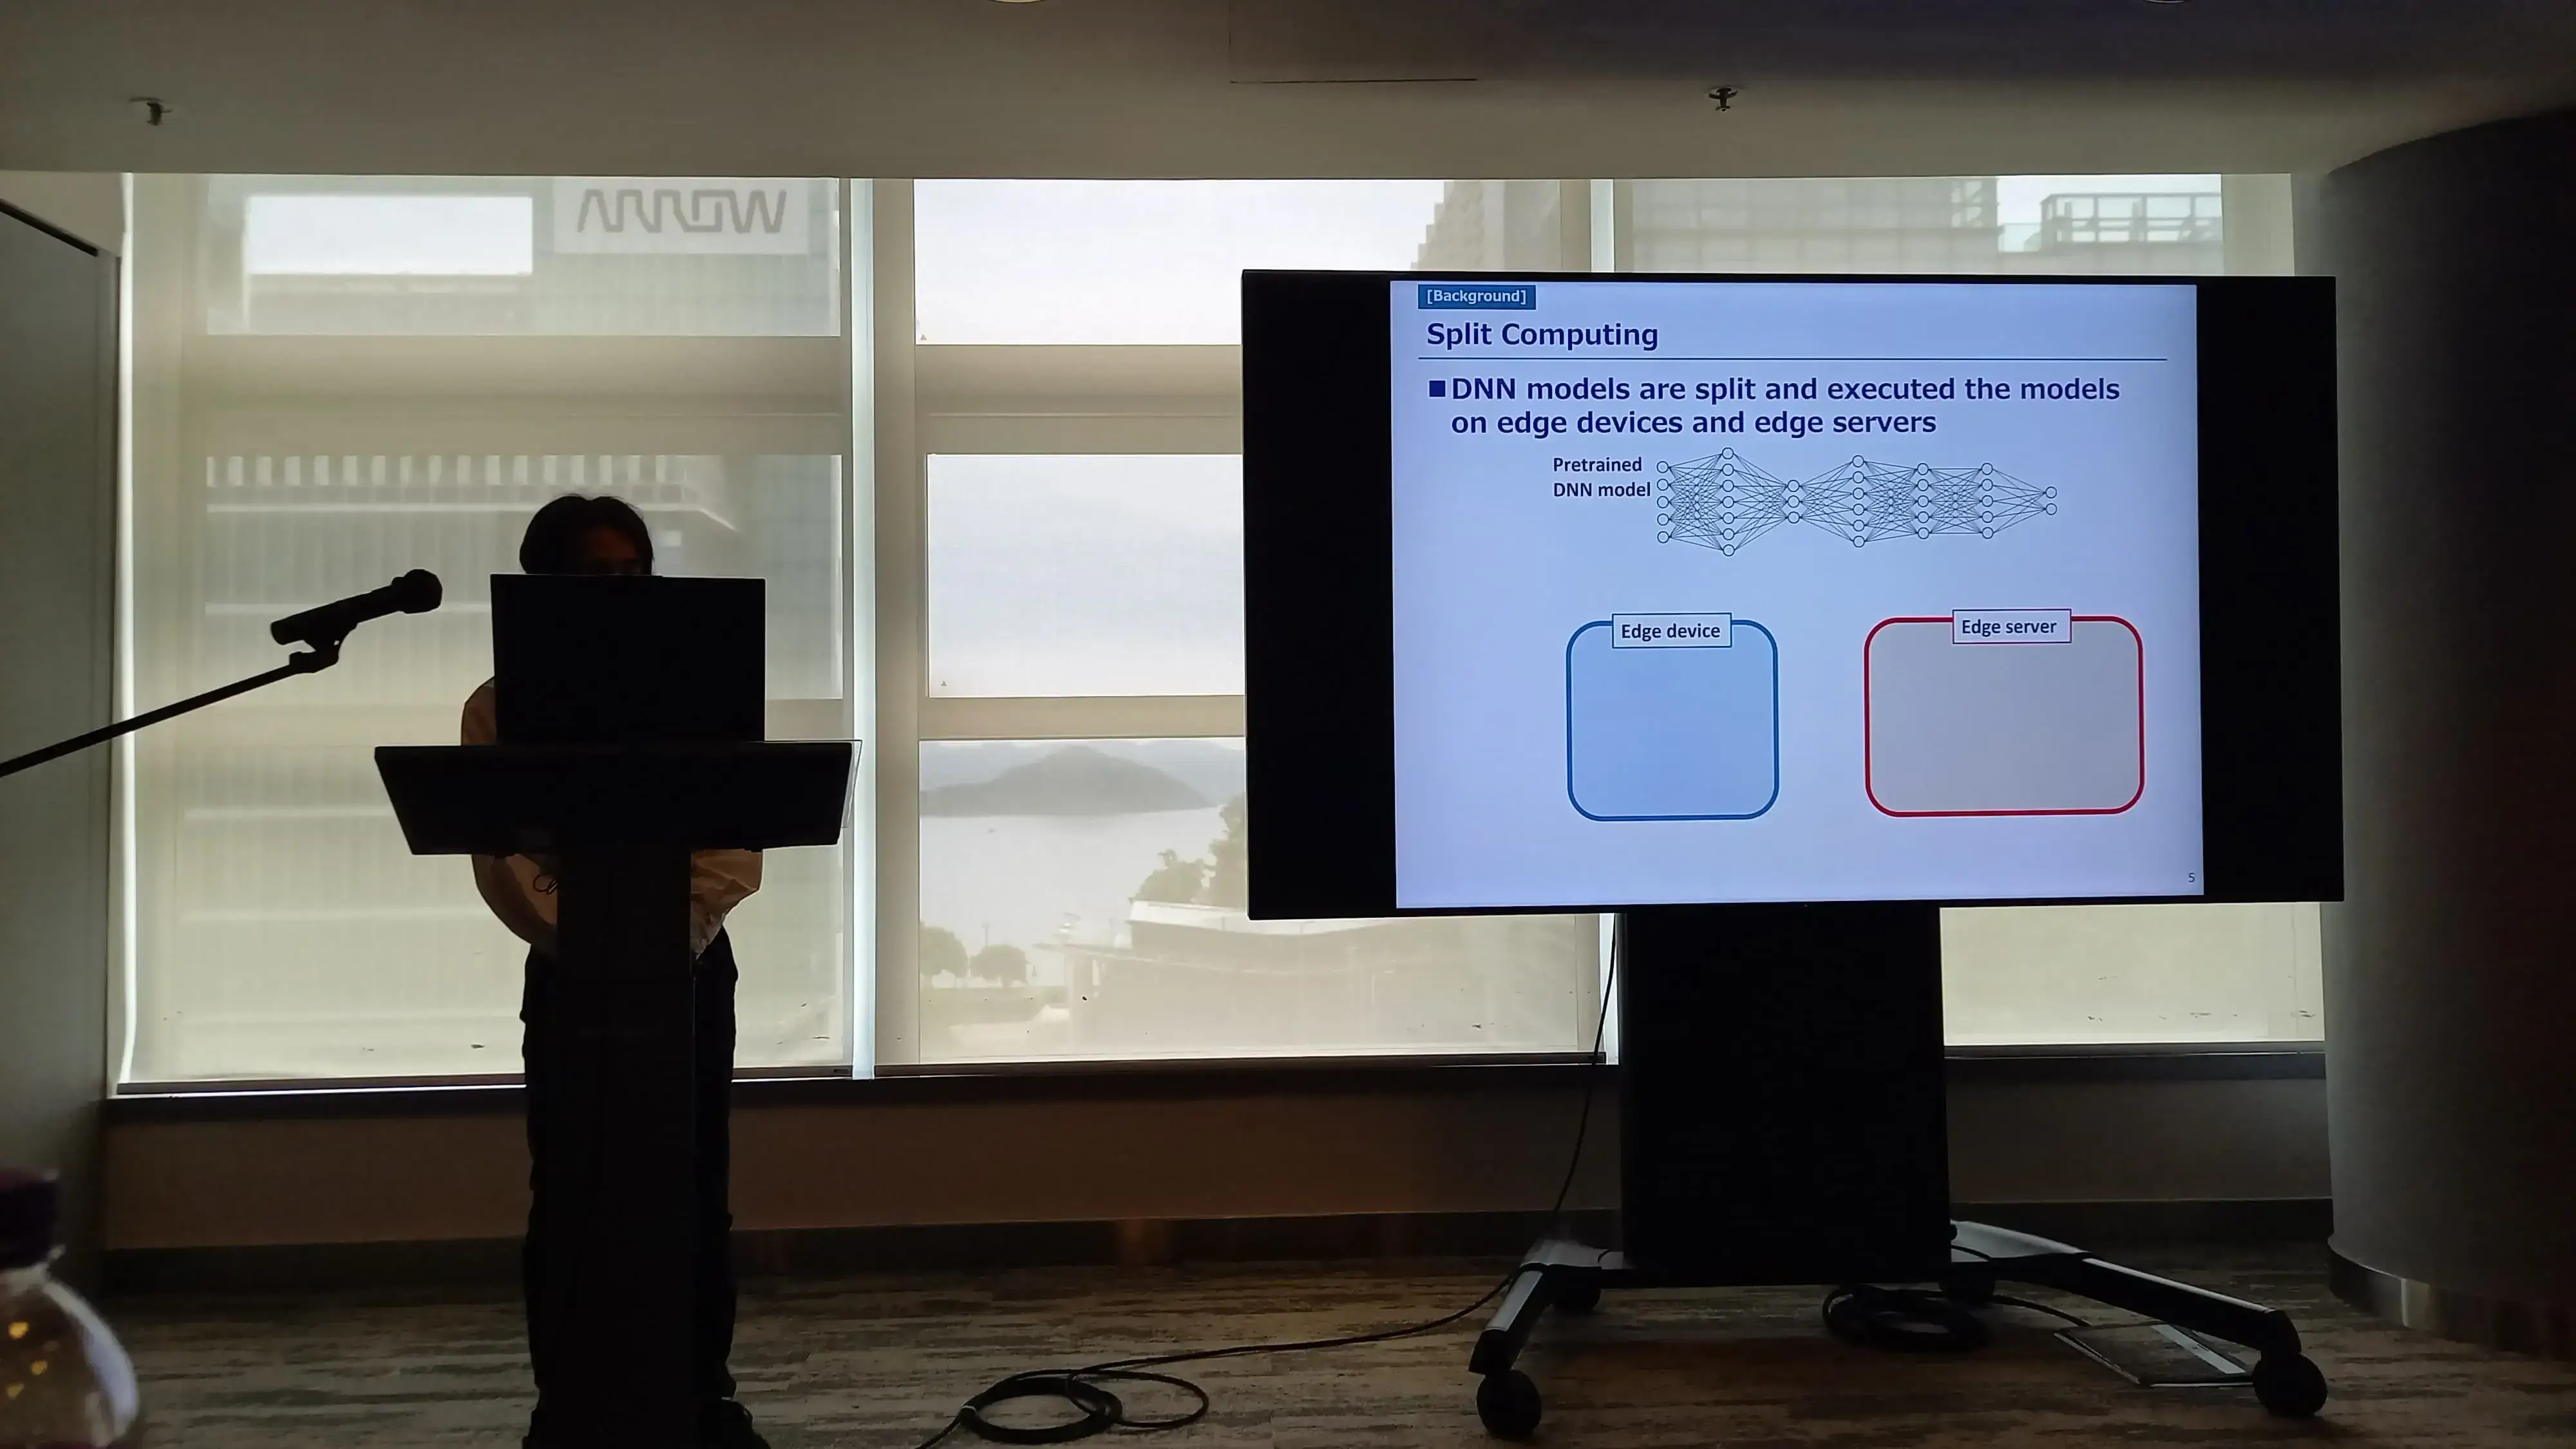 ARROW
[Background]
Split Computing
■DNN models are split and executed the models
on edge devices and edge servers
Pretrained
DNN model
Edge device
Edge server
5